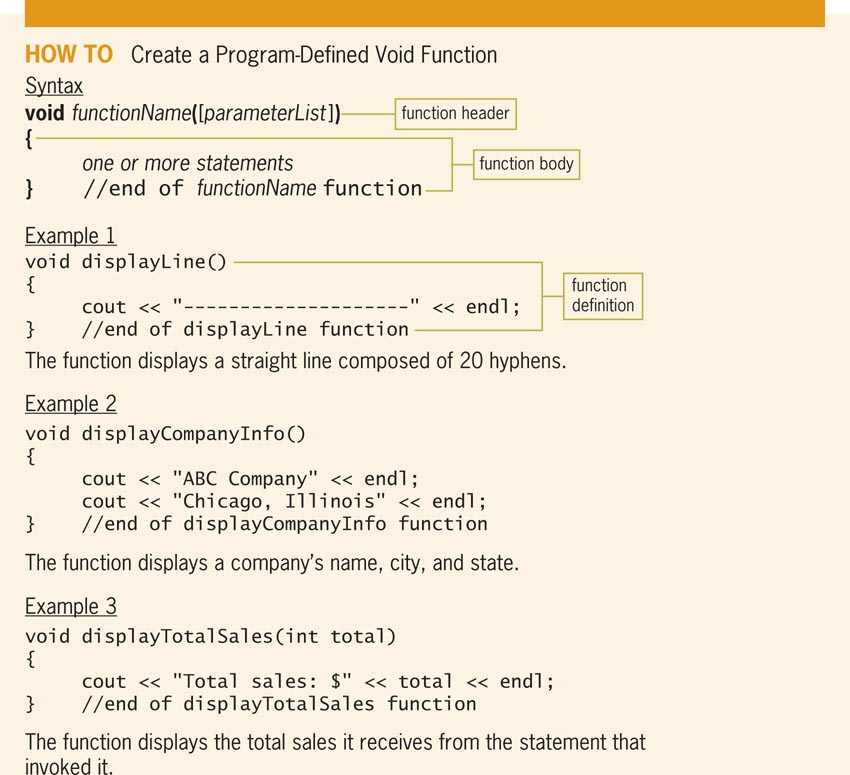 HOW TO Create a Program-Defined Void Function
Syntax
void functionName([parameterList]) function header
{
one or more statements function body
} //end of functionName function
Example 1
void displayLine()
{ function
cout << "--------------------" << endl; definition
} //end of displayLine function
The function displays a straight line composed of 20 hyphens.
Example 2
void displayCompanyInfo()
{
cout << "ABC Company" << endl;
cout << "Chicago, Illinois" << endl;
} //end of displayCompanyInfo function
The function displays a company’s name, city, and state.
Example 3
void displayTotalSales(int total)
{
cout << "Total sales: $" << total << endl;
} //end of displayTotalSales function
The function displays the total sales it receives from the statement that
invoked it.